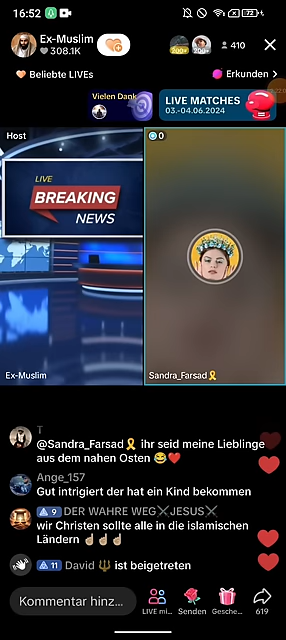 16:52
72
Ex-Muslim
308.1K
200+
200+
410
Beliebte LIVEs
Erkunden >
Vielen Dank
LIVE MATCHES
03.-04.06.2024
Host
0
LIVE
BREAKING
NEWS
Ex-Muslim
Sandra_Farsad🎗️
T
@Sandra_Farsad🎗️ ihr seid meine Lieblinge
aus dem nahen Osten 😂❤️
Ange_157
Gut intrigiert der hat ein Kind bekommen
9 DER WAHRE WEG⚔JESUS⚔
wir Christen sollte alle in die islamischen
Ländern ☝🏼☝🏼☝🏼
11 David 🔱 ist beigetreten
Kommentar hinz...
LIVE mi...
Senden
Gesche...
619